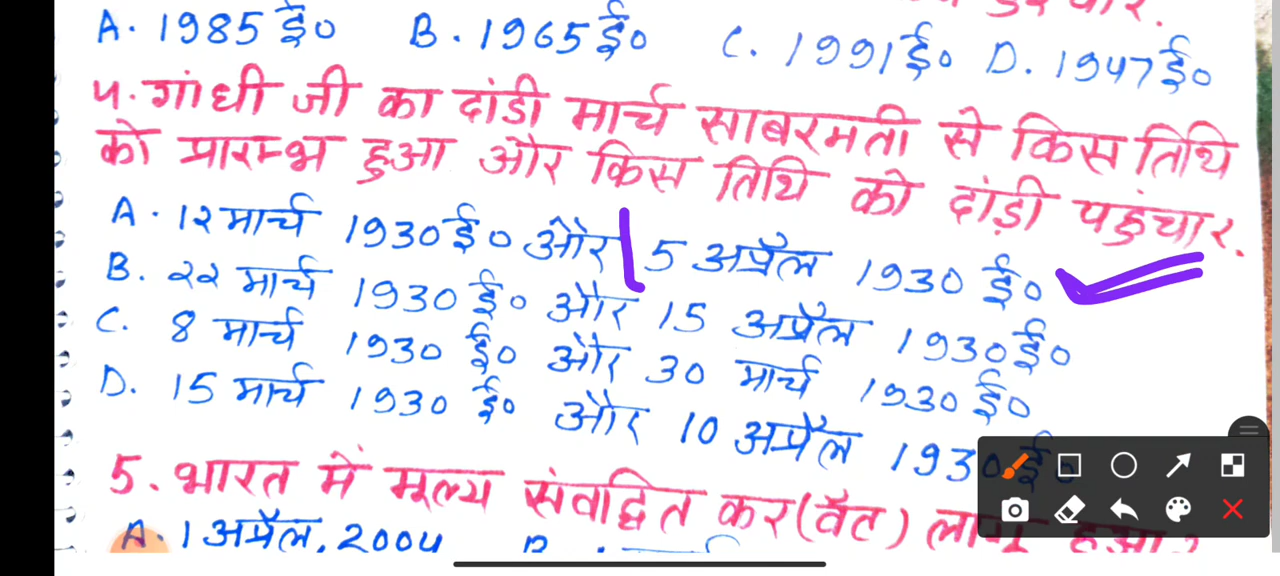 A. 1985 ई० B. 1965 ई० C. 1991 ई० D. 1947 ई०
4. गांधी जी का दांडी मार्च साबरमती से किस तिथि
को प्रारम्भ हुआ और किस तिथि को दांड़ी पहुंचा?
A. 12 मार्च 1930 ई० और 5 अप्रैल 1930 ई०
B. २२ मार्च 1930 ई० और 15 अप्रैल 1930 ई०
C. 8 मार्च 1930 ई० और 30 मार्च 1930 ई०
D. 15 मार्च 1930 ई० और 10 अप्रैल 1930 ई०
5. भारत में मूल्य संवर्द्धित कर (वैट) लागू हुआ?
A. 1 अप्रैल, 2004 B.